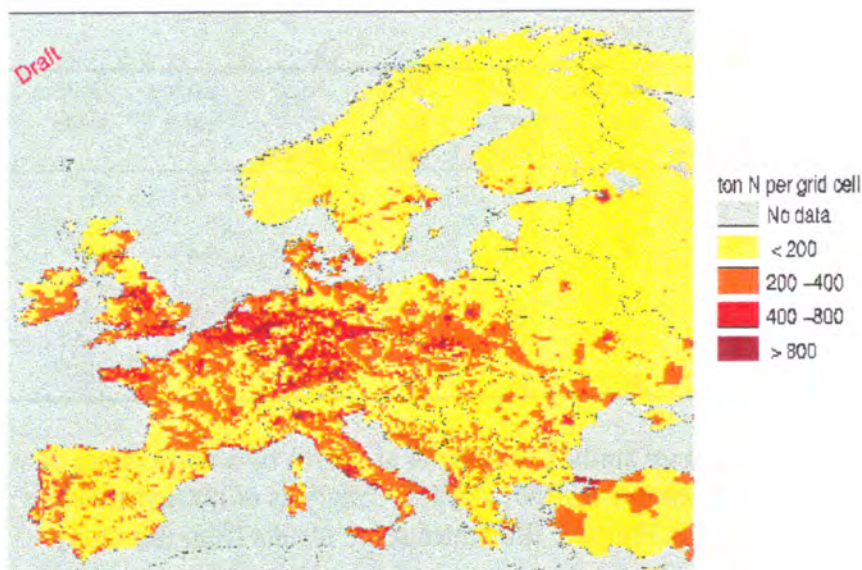 Draft
ton N per grid cell
No data
< 200
200 –400
400 –800
> 800